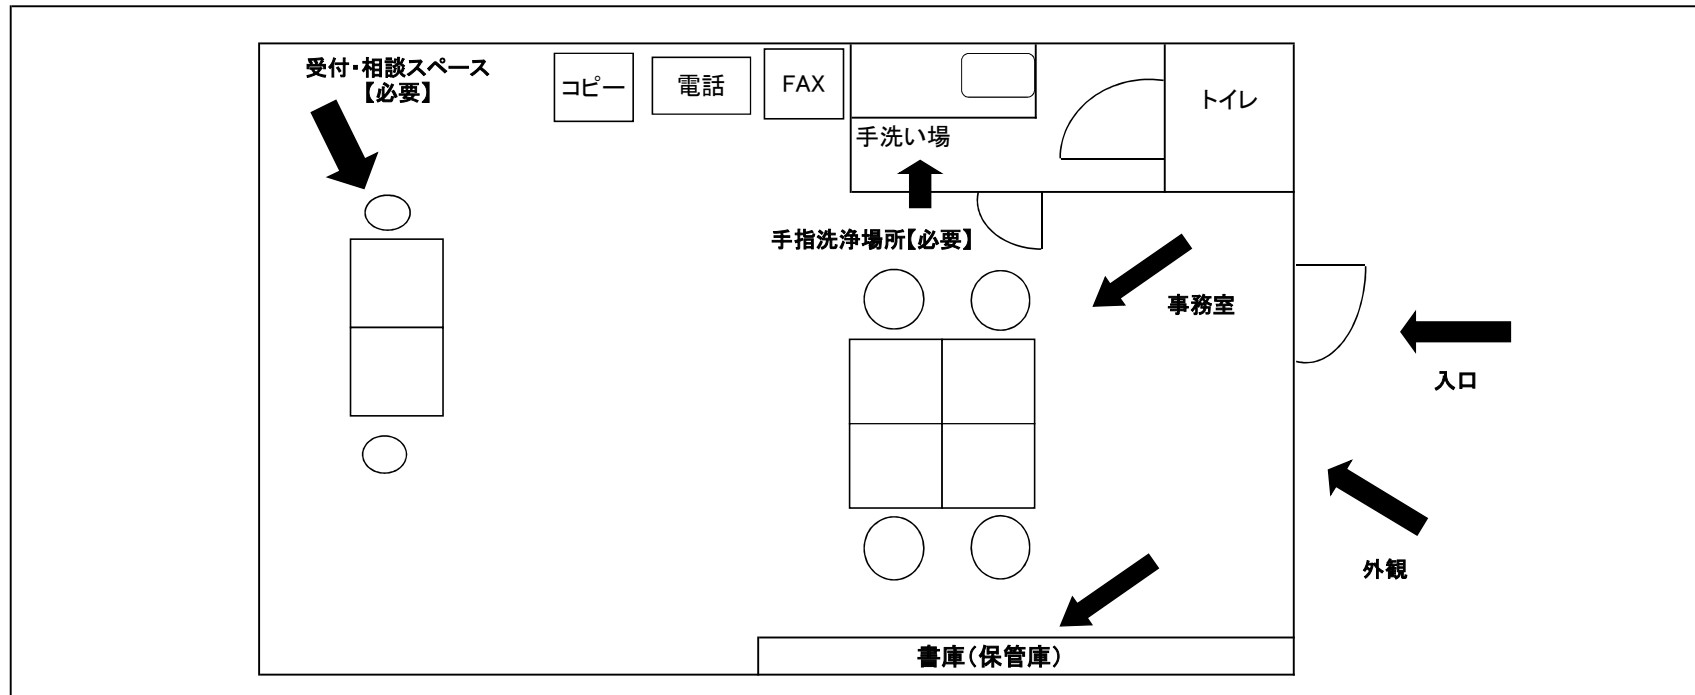 受付・相談スペース
【必要】
コピー
電話
FAX
トイレ
手洗い場
手指洗浄場所【必要】
事務室
入口
外観
書庫（保管庫）